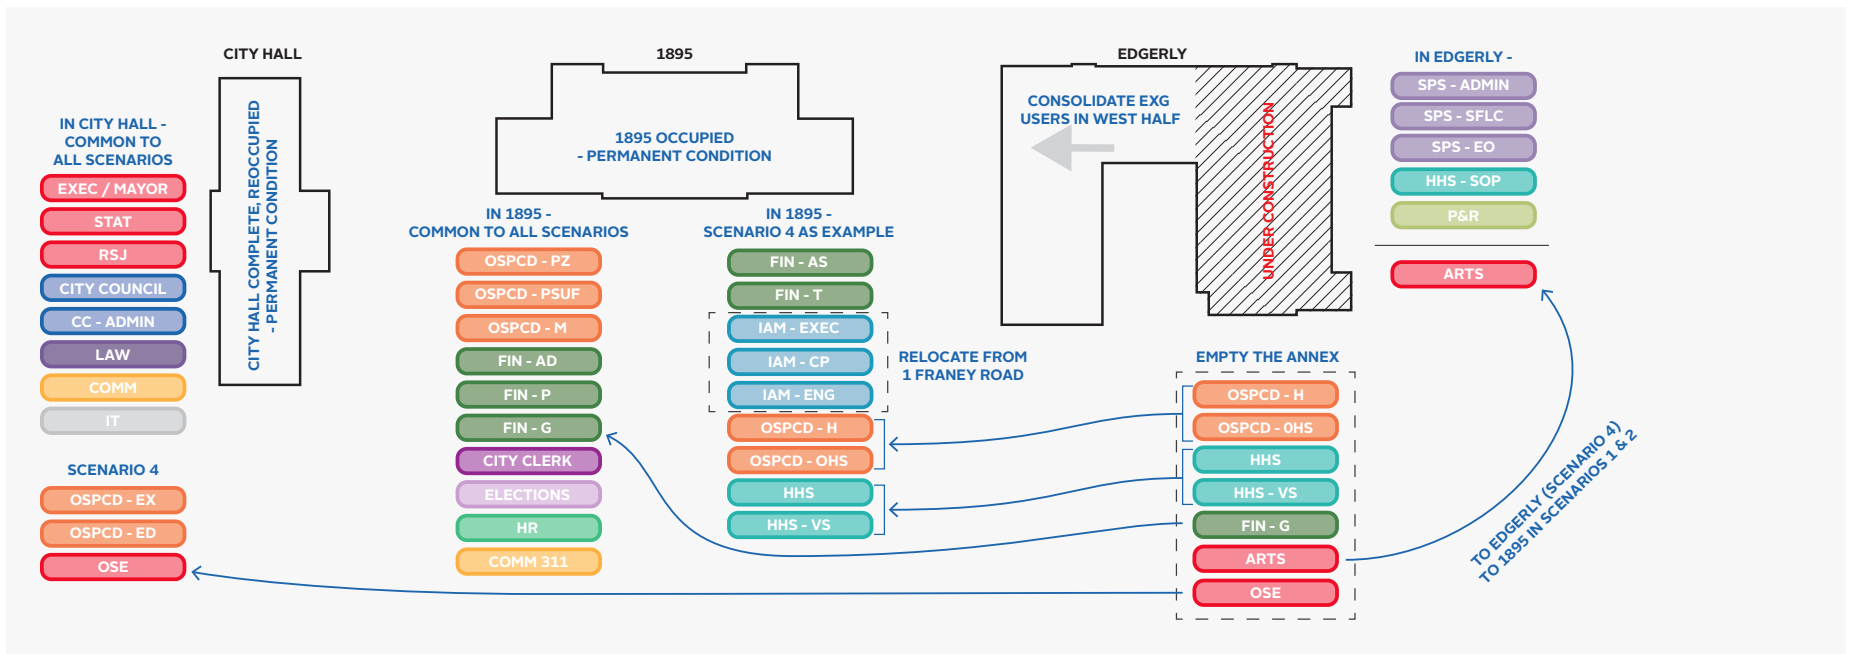 CITY HALL
IN CITY HALL -
COMMON TO
ALL SCENARIOS
EXEC / MAYOR
STAT
RSJ
CITY COUNCIL
CC - ADMIN
LAW
COMM
IT
SCENARIO 4
OSPCD - EX
OSPCD - ED
OSE
CITY HALL COMPLETE, REOCCUPIED
- PERMANENT CONDITION
1895
1895 OCCUPIED
- PERMANENT CONDITION
IN 1895 -
COMMON TO ALL SCENARIOS
OSPCD - PZ
OSPCD - PSUF
OSPCD - M
FIN - AD
FIN - P
FIN - G
CITY CLERK
ELECTIONS
HR
COMM 311
IN 1895 -
SCENARIO 4 AS EXAMPLE
FIN - AS
FIN - T
IAM - EXEC
IAM - CP
IAM - ENG
OSPCD - H
OSPCD - OHS
HHS
HHS - VS
RELOCATE FROM
1 FRANEY ROAD
EDGERLY
CONSOLIDATE EXG
USERS IN WEST HALF
UNDER CONSTRUCTION
EMPTY THE ANNEX
OSPCD - H
OSPCD - 0HS
HHS
HHS - VS
FIN - G
ARTS
OSE
IN EDGERLY -
SPS - ADMIN
SPS - SFLC
SPS - EO
HHS - SOP
P&R
ARTS
TO EDGERLY (SCENARIO 4)
TO 1895 IN SCENARIOS 1 & 2